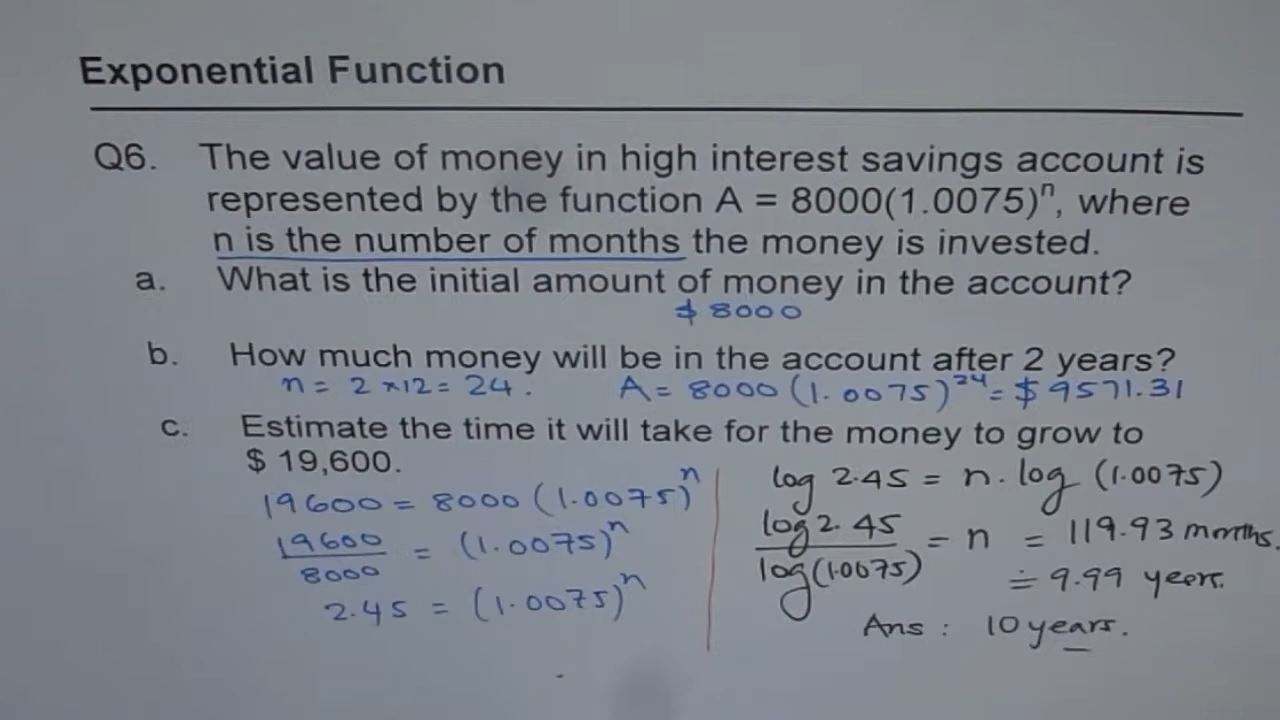 Exponential Function
Q6. The value of money in high interest savings account is
represented by the function A = 8000(1.0075)ⁿ, where
n is the number of months the money is invested.
a. What is the initial amount of money in the account?
$ 8000
b. How much money will be in the account after 2 years?
n = 2 × 12 = 24 . A = 8000 (1.0075)²⁴ = $ 9571.31
c. Estimate the time it will take for the money to grow to
$ 19,600.
19600 = 8000 (1.0075)ⁿ
19600/8000 = (1.0075)ⁿ
2.45 = (1.0075)ⁿ
log 2.45 = n . log (1.0075)
log 2.45/log(1.0075) = n = 119.93 months.
≐ 9.99 years.
Ans : 10 years.